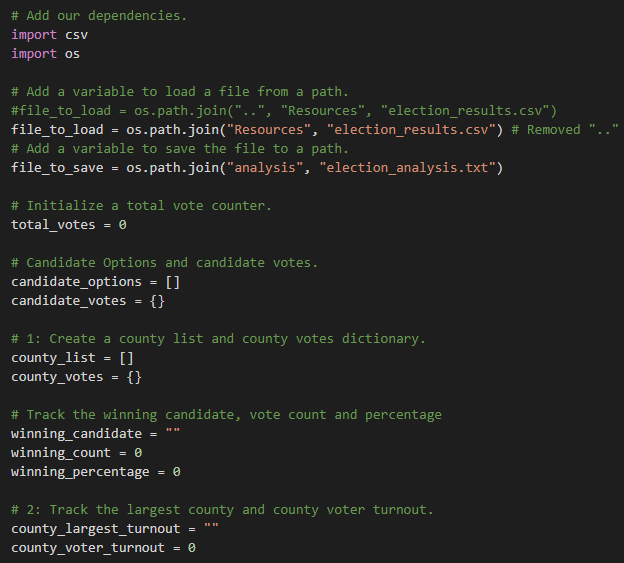 # Add our dependencies.
import csv
import os
# Add a variable to load a file from a path.
#file_to_load = os.path.join("..", "Resources", "election_results.csv")
file_to_load = os.path.join("Resources", "election_results.csv") # Removed ".."
# Add a variable to save the file to a path.
file_to_save = os.path.join("analysis", "election_analysis.txt")
# Initialize a total vote counter.
total_votes = 0
# Candidate Options and candidate votes.
candidate_options = []
candidate_votes = {}
# 1: Create a county list and county votes dictionary.
county_list = []
county_votes = {}
# Track the winning candidate, vote count and percentage
winning_candidate = ""
winning_count = 0
winning_percentage = 0
# 2: Track the largest county and county voter turnout.
county_largest_turnout = ""
county_voter_turnout = 0